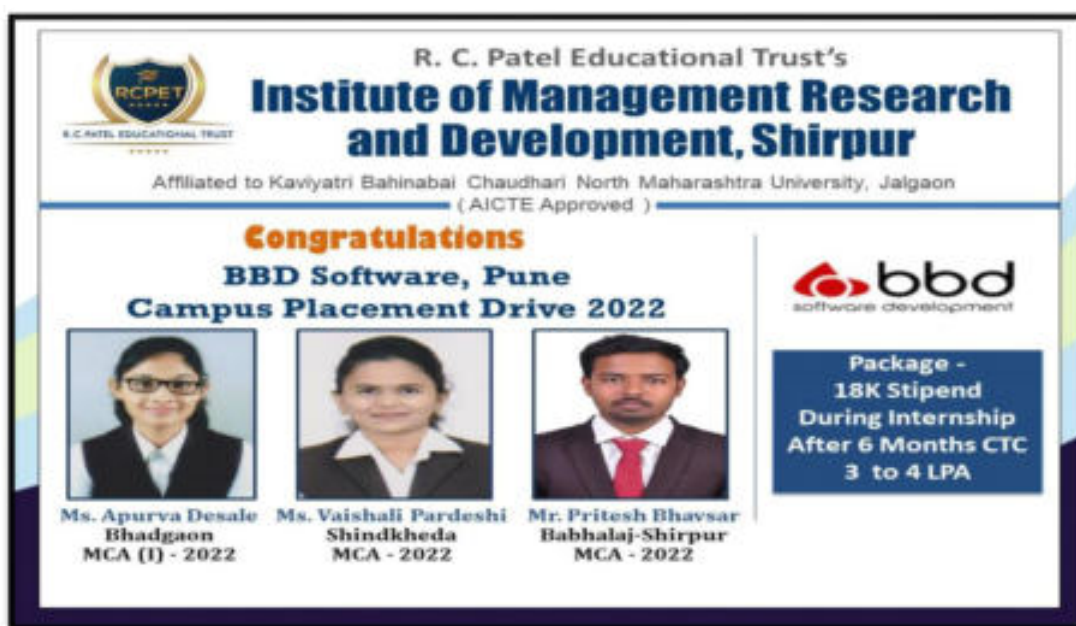 RCPET
R. C. PATEL EDUCATIONAL TRUST
R. C. Patel Educational Trust's
Institute of Management Research
and Development, Shirpur
Affiliated to Kaviyatri Bahinabai Chaudhari North Maharashtra University, Jalgaon
( AICTE Approved )
Congratulations
BBD Software, Pune
Campus Placement Drive 2022
Ms. Apurva Desale
Bhadgaon
MCA (I) - 2022
Ms. Vaishali Pardeshi
Shindkheda
MCA - 2022
Mr. Pritesh Bhavsar
Babhalaj-Shirpur
MCA - 2022
bbd
software development
Package -
18K Stipend
During Internship
After 6 Months CTC
3 to 4 LPA